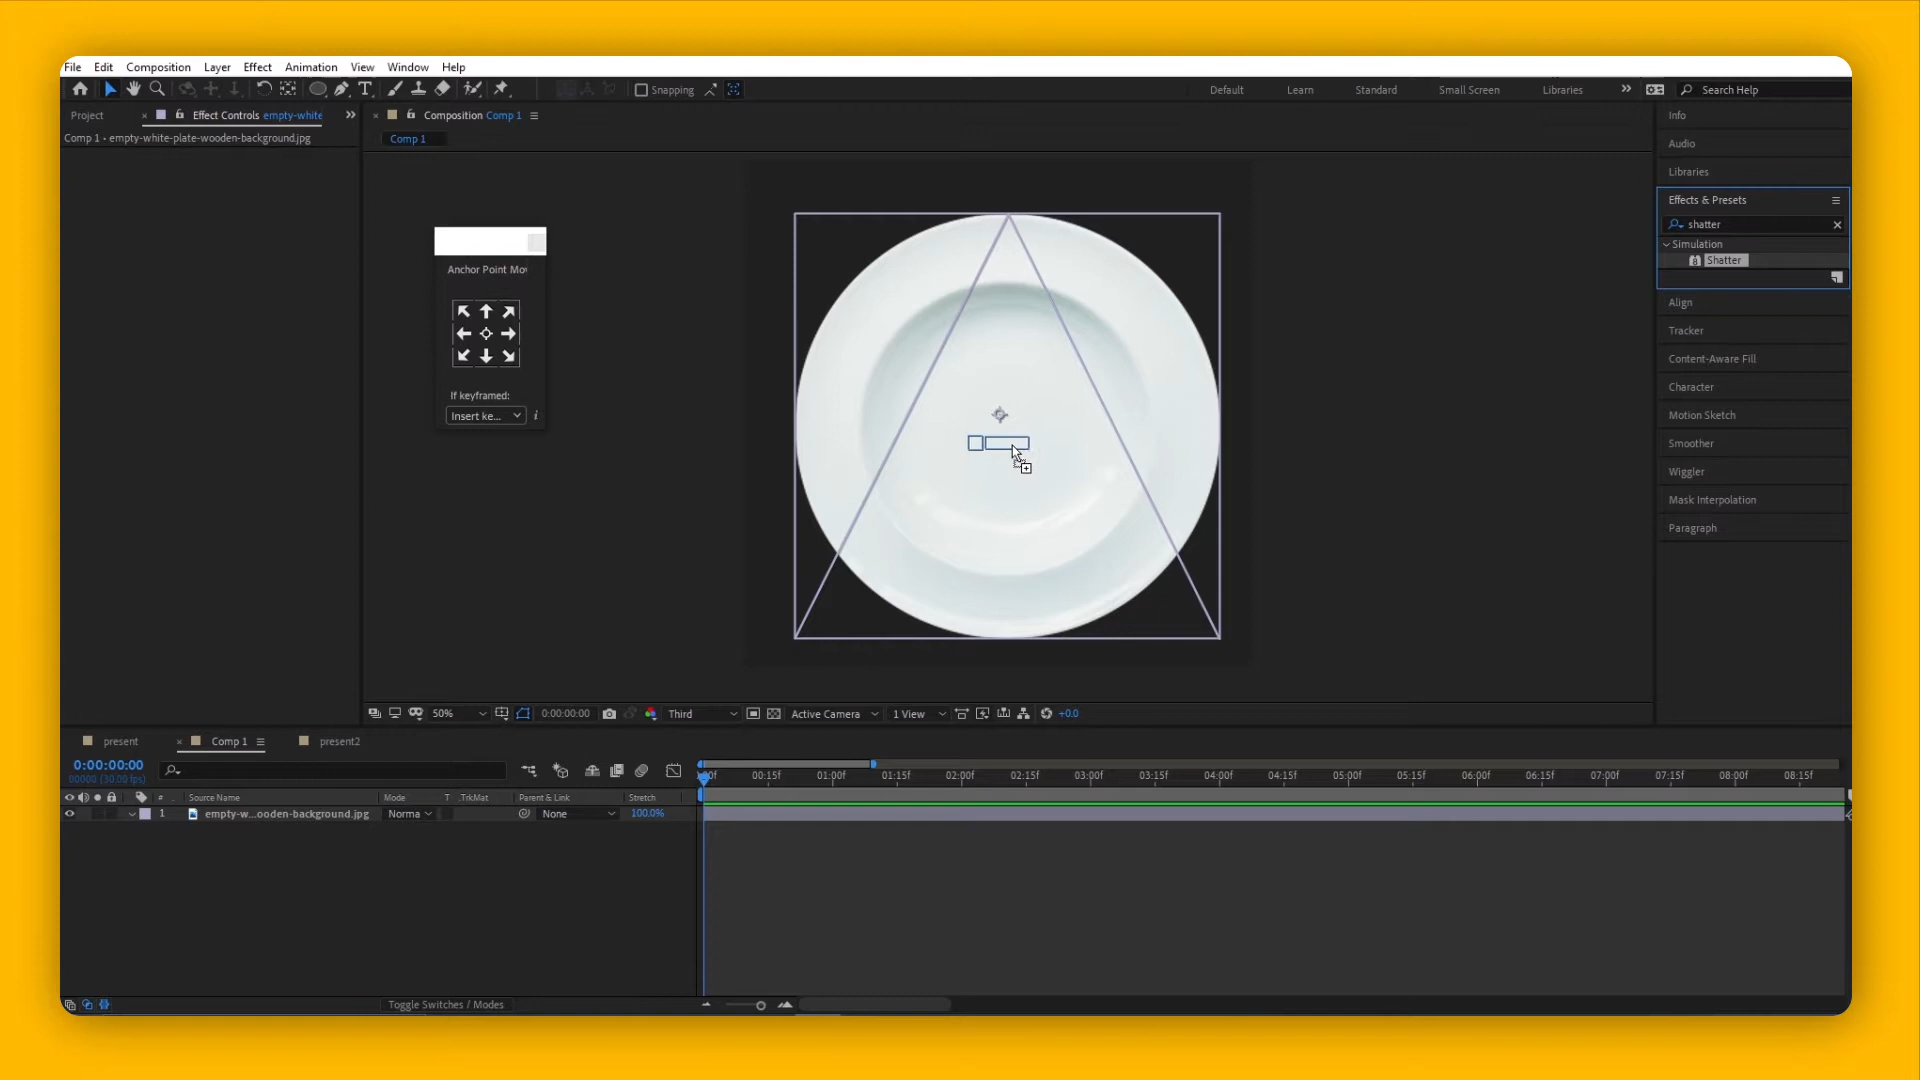 File Edit Composition Layer Effect Animation View Window Help
Snapping Default Learn Standard Small Screen Libraries Search Help
Project Effect Controls empty-white Composition Comp 1 Info
Comp 1 • empty-white-plate-wooden-background.jpg
Comp 1
Audio
Libraries
Effects & Presets
shatter
Simulation
8 Shatter
Align
Tracker
Content-Aware Fill
Character
Motion Sketch
Smoother
Wiggler
Mask Interpolation
Paragraph
Anchor Point Mov
If keyframed:
Insert ke... i
50% 0:00:00:00 Third Active Camera 1 View +0.0
present Comp 1 present2
0:00:00:00
00000 (30.00 fps)
:00f 00:15f 01:00f 01:15f 02:00f 02:15f 03:00f 03:15f 04:00f 04:15f 05:00f 05:15f 06:00f 06:15f 07:00f 07:15f 08:00f 08:15f
# Source Name Mode T .TrkMat Parent & Link Stretch
1 empty-w...ooden-background.jpg Norma None 100.0%
Toggle Switches / Modes